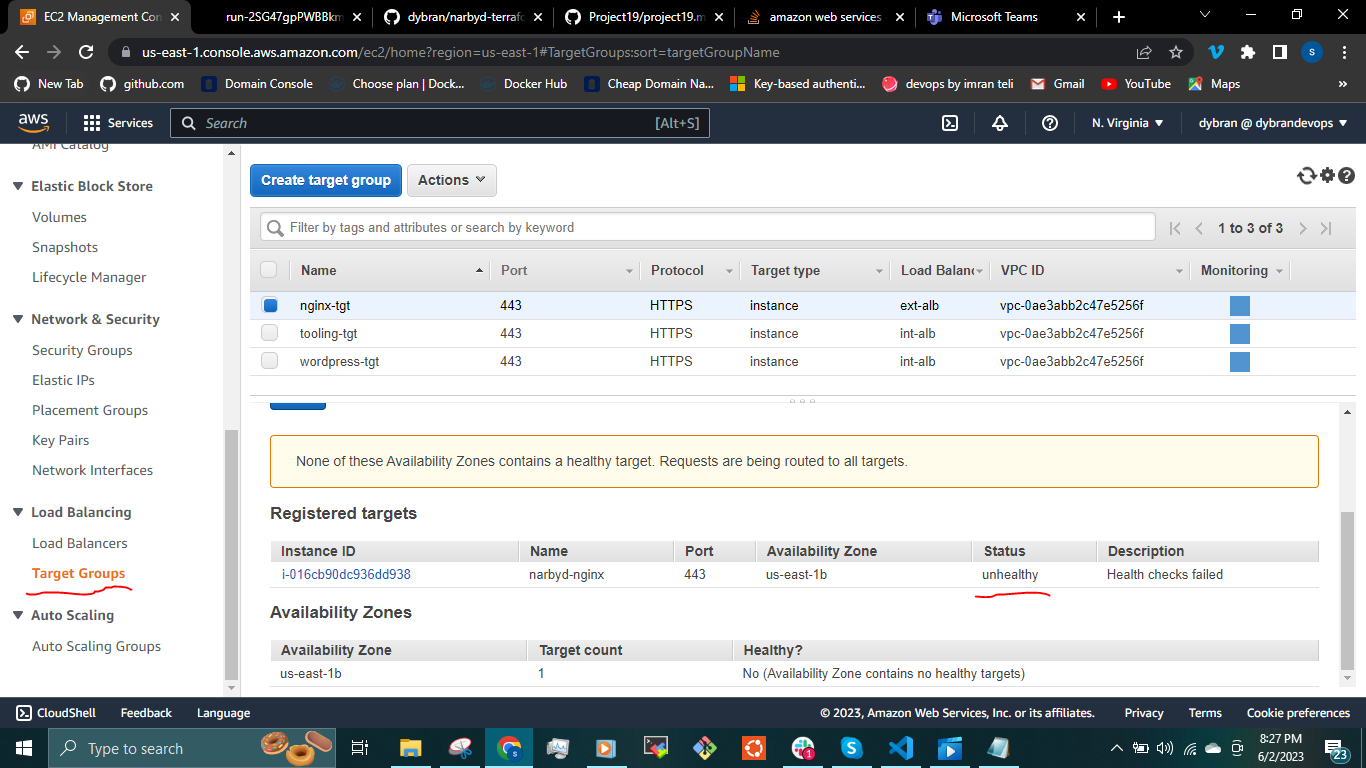 EC2 Management Con
run-2SG47gpPWBBkm
dybran/narbyd-terrafo
Project19/project19.m
amazon web services
Microsoft Teams
us-east-1.console.aws.amazon.com/ec2/home?region=us-east-1#TargetGroups:sort=targetGroupName
S
New Tab
github.com
Domain Console
Choose plan | Dock...
Docker Hub
Cheap Domain Na...
Key-based authenti...
devops by imran teli
Gmail
YouTube
Maps
»
aws
Services
Search
[Alt+S]
N. Virginia
dybran @ dybrandevops
AMI Catalog
Elastic Block Store
Volumes
Snapshots
Lifecycle Manager
Network & Security
Security Groups
Elastic IPs
Placement Groups
Key Pairs
Network Interfaces
Load Balancing
Load Balancers
Target Groups
Auto Scaling
Auto Scaling Groups
Create target group
Actions
Filter by tags and attributes or search by keyword
1 to 3 of 3
Name Port Protocol Target type Load Balanc VPC ID Monitoring
nginx-tgt 443 HTTPS instance ext-alb vpc-0ae3abb2c47e5256f
tooling-tgt 443 HTTPS instance int-alb vpc-0ae3abb2c47e5256f
wordpress-tgt 443 HTTPS instance int-alb vpc-0ae3abb2c47e5256f
None of these Availability Zones contains a healthy target. Requests are being routed to all targets.
Registered targets
Instance ID Name Port Availability Zone Status Description
i-016cb90dc936dd938 narbyd-nginx 443 us-east-1b unhealthy Health checks failed
Availability Zones
Availability Zone Target count Healthy?
us-east-1b 1 No (Availability Zone contains no healthy targets)
CloudShell
Feedback
Language
© 2023, Amazon Web Services, Inc. or its affiliates.
Privacy
Terms
Cookie preferences
Type to search
1
8:27 PM
6/2/2023
23